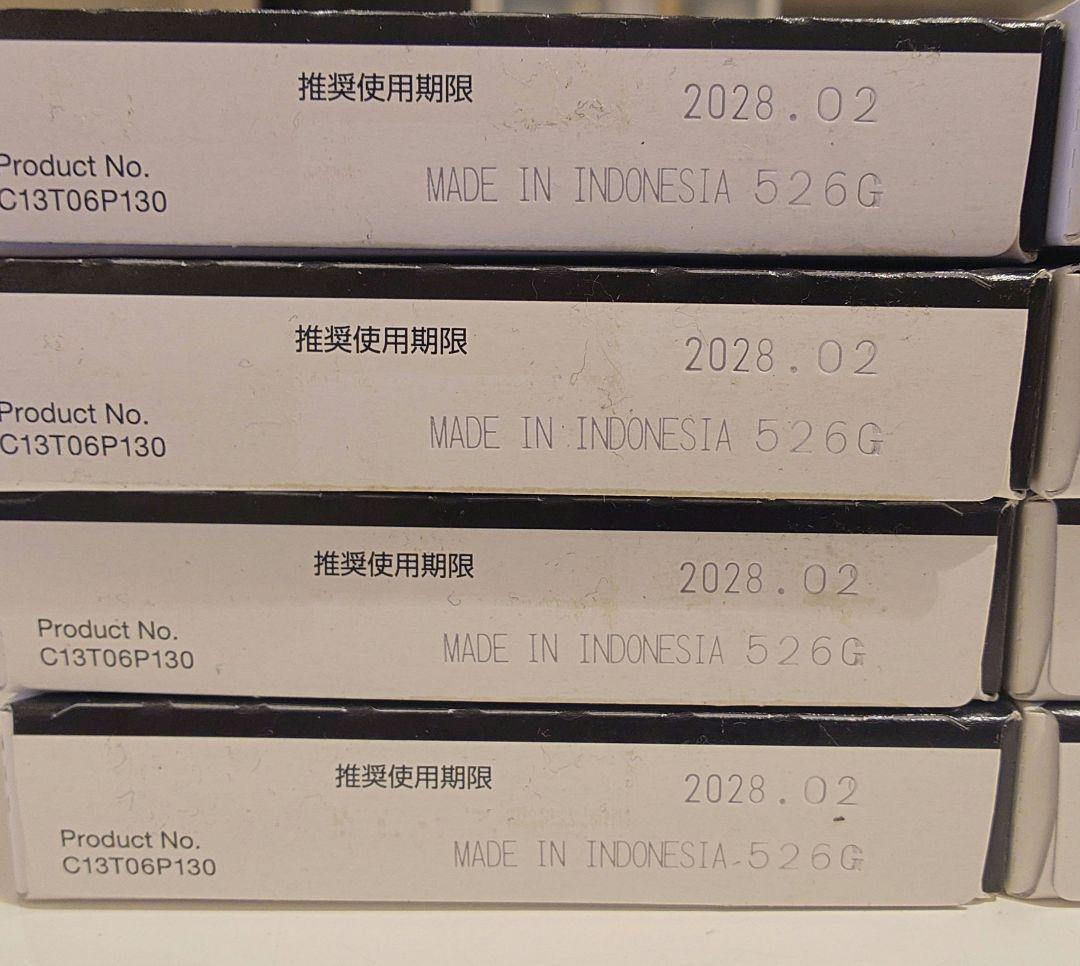 推奨使用期限 2028.02
Product No.
C13T06P130
MADE IN INDONESIA 526G
推奨使用期限 2028.02
Product No.
C13T06P130
MADE IN INDONESIA 526G
推奨使用期限 2028.02
Product No.
C13T06P130
MADE IN INDONESIA 526G
推奨使用期限 2028.02
Product No.
C13T06P130
MADE IN INDONESIA 526G